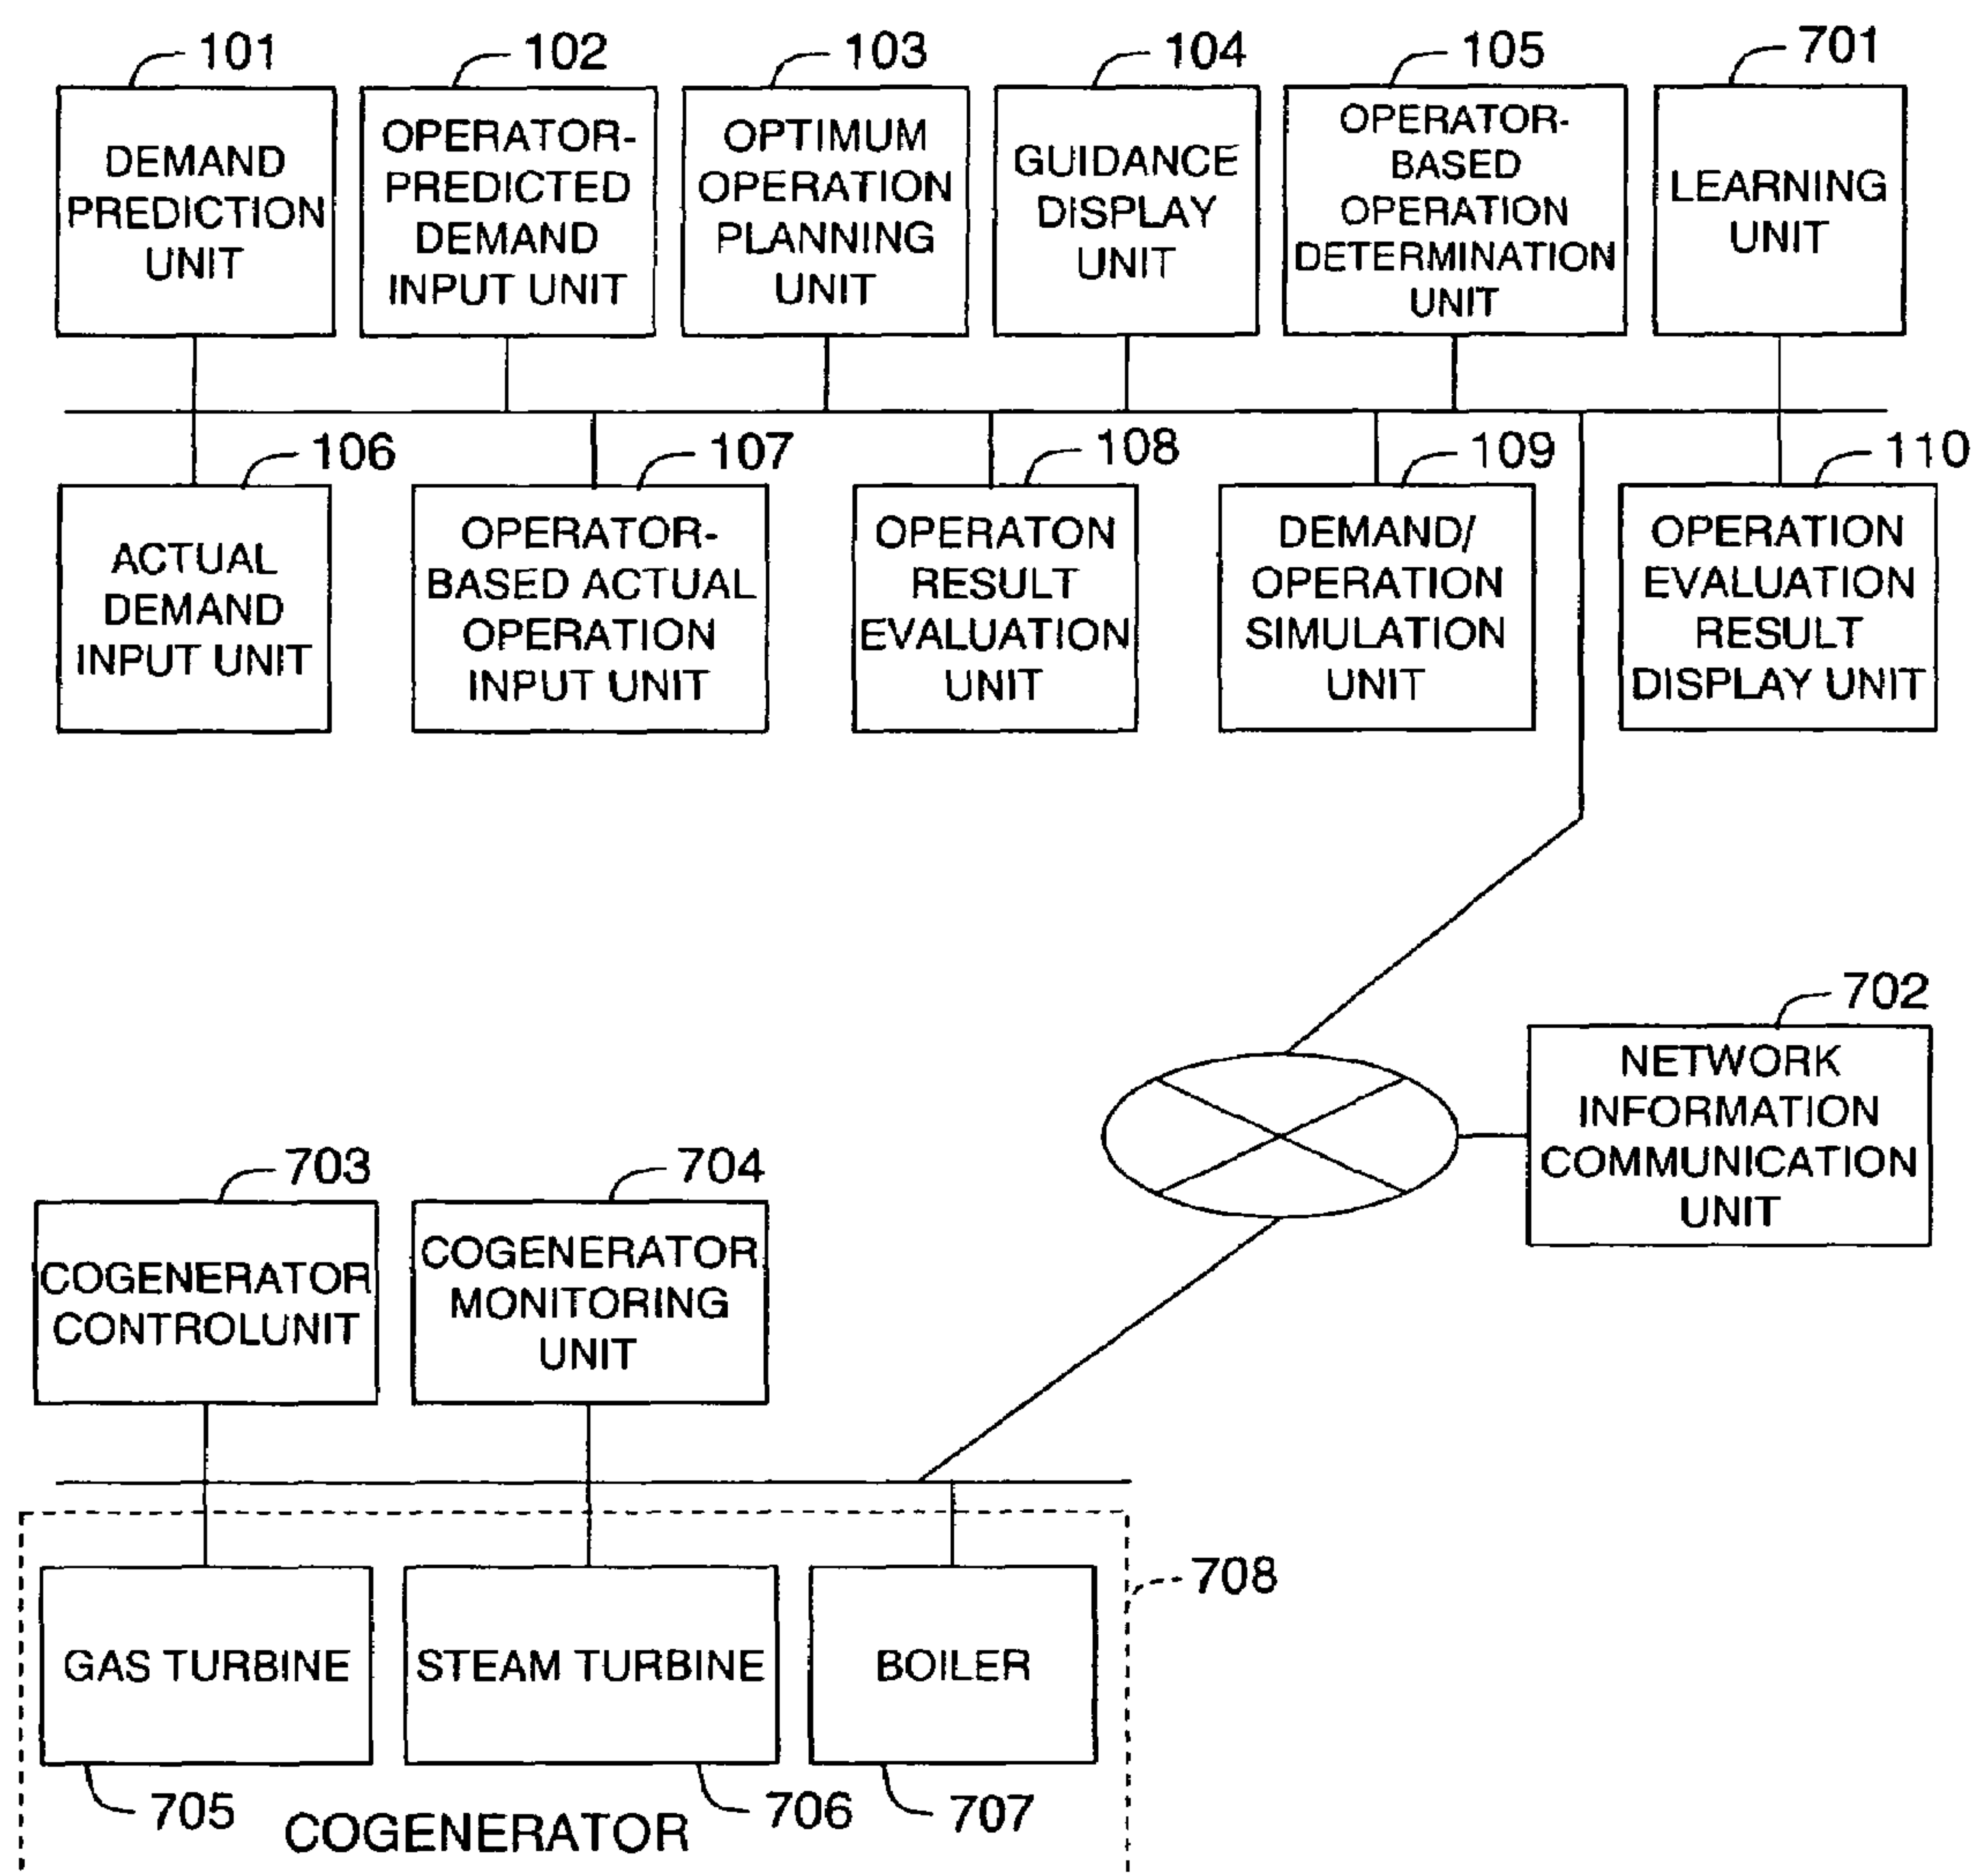 101
102
103
104
105
701
DEMAND
PREDICTION
UNIT
OPERATOR-
PREDICTED
DEMAND
INPUT UNIT
OPTIMUM
OPERATION
PLANNING
UNIT
GUIDANCE
DISPLAY
UNIT
OPERATOR-
BASED
OPERATION
DETERMINATION
UNIT
LEARNING
UNIT
106
107
108
109
110
ACTUAL
DEMAND
INPUT UNIT
OPERATOR-
BASED ACTUAL
OPERATION
INPUT UNIT
OPERATON
RESULT
EVALUATION
UNIT
DEMAND/
OPERATION
SIMULATION
UNIT
OPERATION
EVALUATION
RESULT
DISPLAY UNIT
702
NETWORK
INFORMATION
COMMUNICATION
UNIT
703
704
COGENERATOR
CONTROLUNIT
COGENERATOR
MONITORING
UNIT
708
GAS TURBINE
STEAM TURBINE
BOILER
705
706
707
COGENERATOR